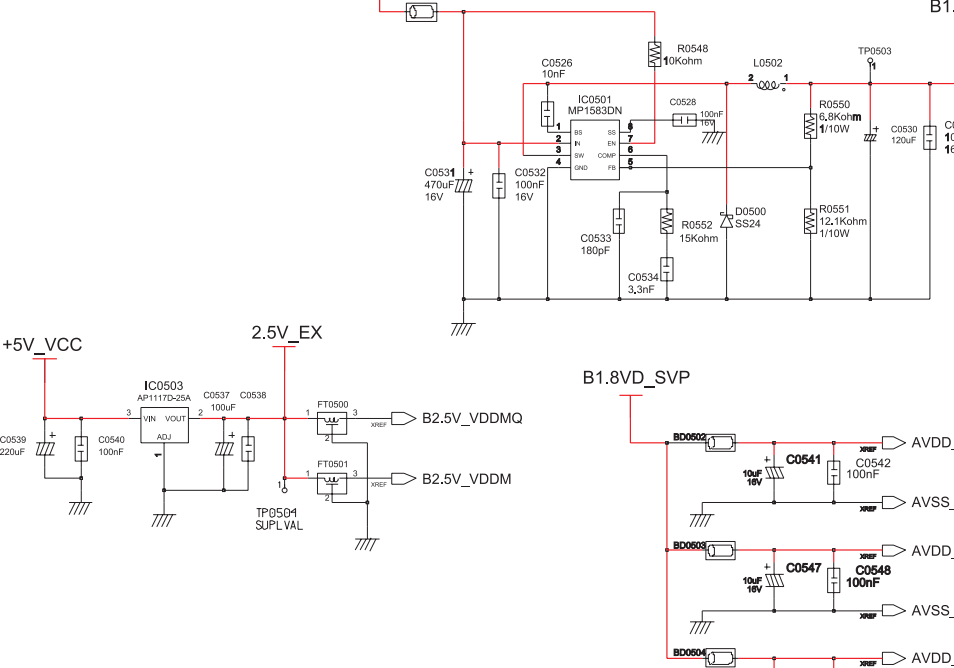 B1.
R0548
10Kohm
TP0503
1
C0526
10nF
L0502
2 1
IC0501
MP1583DN
C0528
100nF
16V
R0550
6.8Kohm
1/10W
1 BS SS 8
2 IN EN 7
3 SW COMP 6
4 GND FB 5
C0530
120uF
+
C0531 +
470uF
16V
C0532
100nF
16V
C0533
180pF
R0552
15Kohm
D0500
SS24
R0551
12.1Kohm
1/10W
C0534
3.3nF
+5V_VCC
2.5V_EX
IC0503
AP1117D-25A
C0537
100uF
C0538
3 VIN VOUT 2
ADJ
1
+
C0539
220uF
+
C0540
100nF
FT0500
1 3
2
XREF
B2.5V_VDDMQ
FT0501
1 3
2
XREF
B2.5V_VDDM
1
TP0504
SUPLVAL
B1.8VD_SVP
BD0502
XREF
AVDD_
+
C0541
10uF
16V
C0542
100nF
XREF
AVSS_
BD0503
XREF
AVDD_
+
C0547
10uF
16V
C0548
100nF
XREF
AVSS_
BD0504
XREF
AVDD_